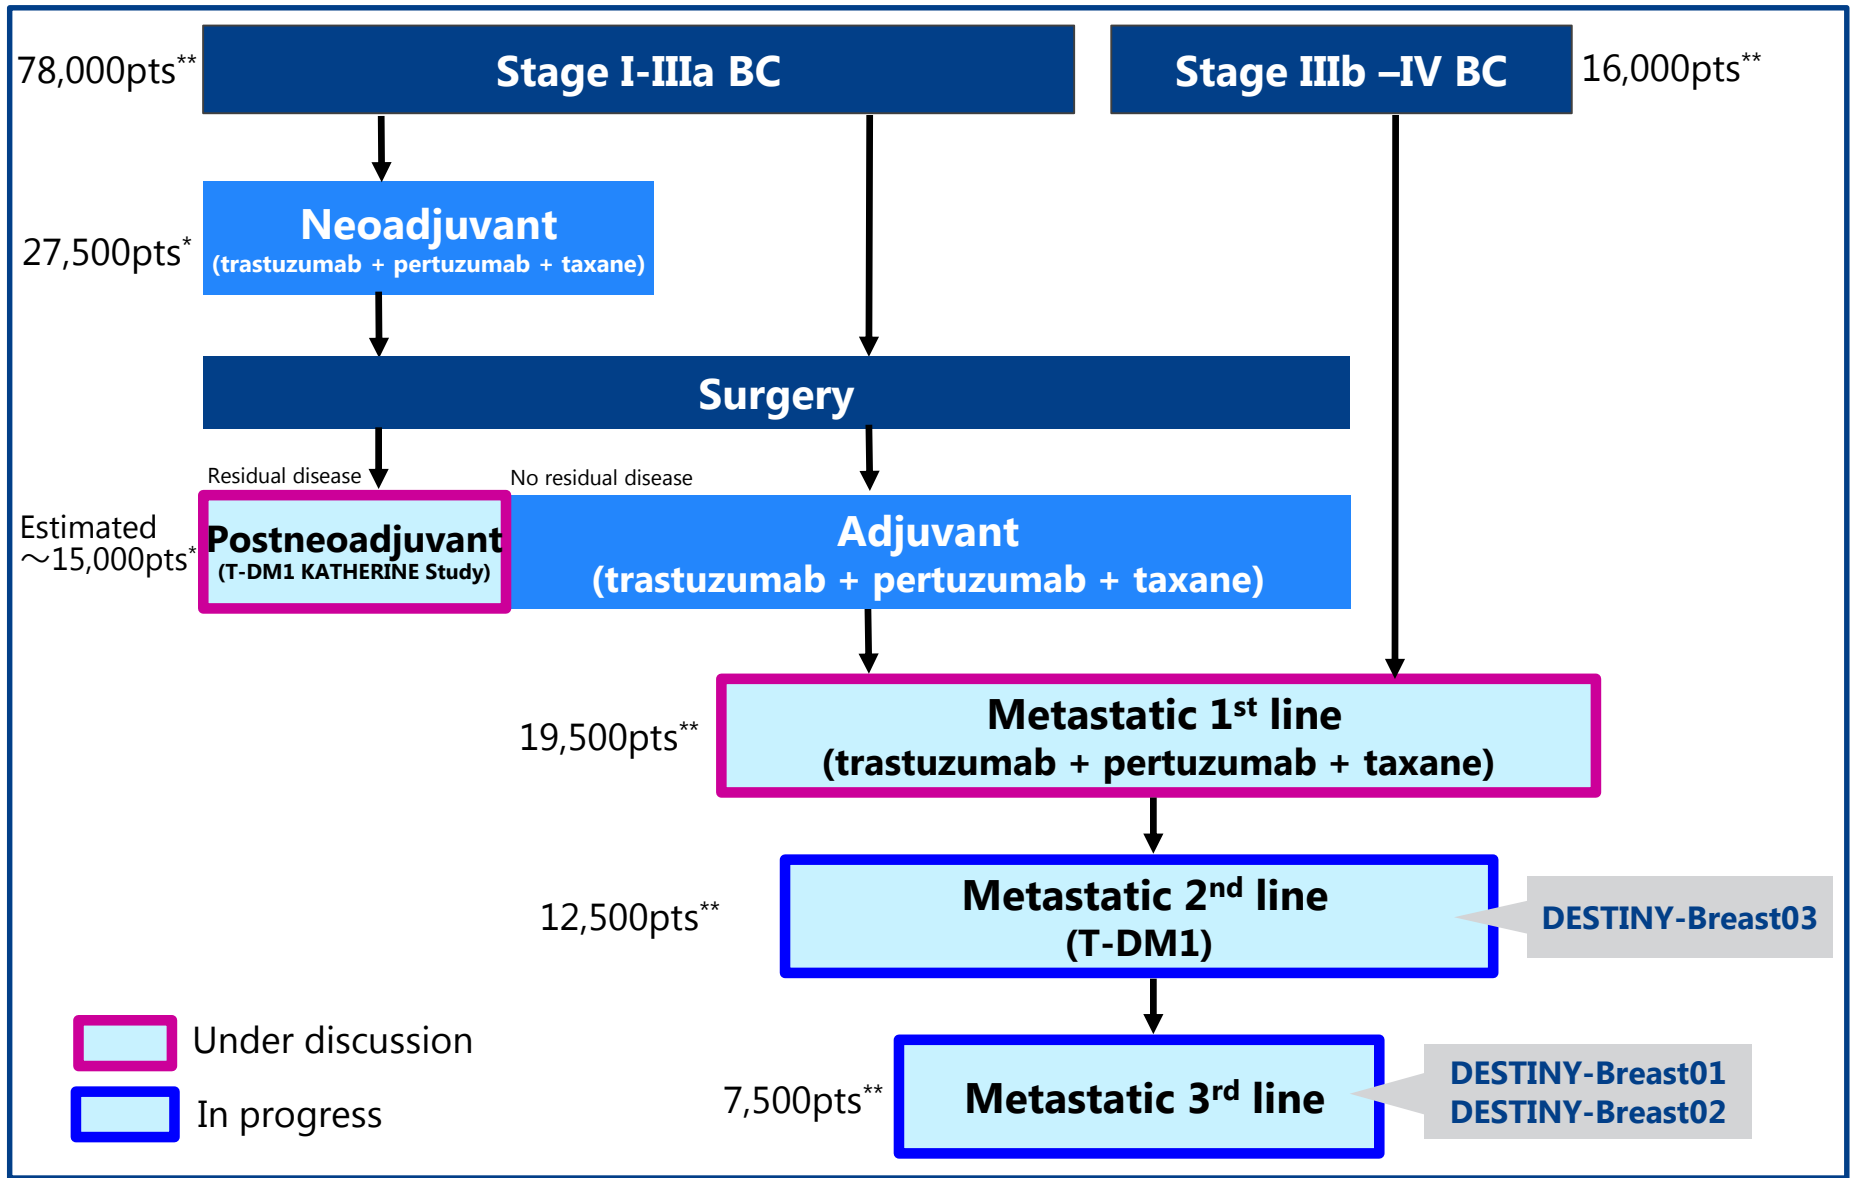 78,000pts**
Stage I-IIIa BC
Stage IIIb –IV BC
16,000pts**
Neoadjuvant
(trastuzumab + pertuzumab + taxane)
27,500pts*
Surgery
Residual disease
No residual disease
Estimated
～15,000pts*
Postneoadjuvant
(T-DM1 KATHERINE Study)
Adjuvant
(trastuzumab + pertuzumab + taxane)
19,500pts**
Metastatic 1st line
(trastuzumab + pertuzumab + taxane)
12,500pts**
Metastatic 2nd line
(T-DM1)
DESTINY-Breast03
Under discussion
In progress
7,500pts**
Metastatic 3rd line
DESTINY-Breast01
DESTINY-Breast02